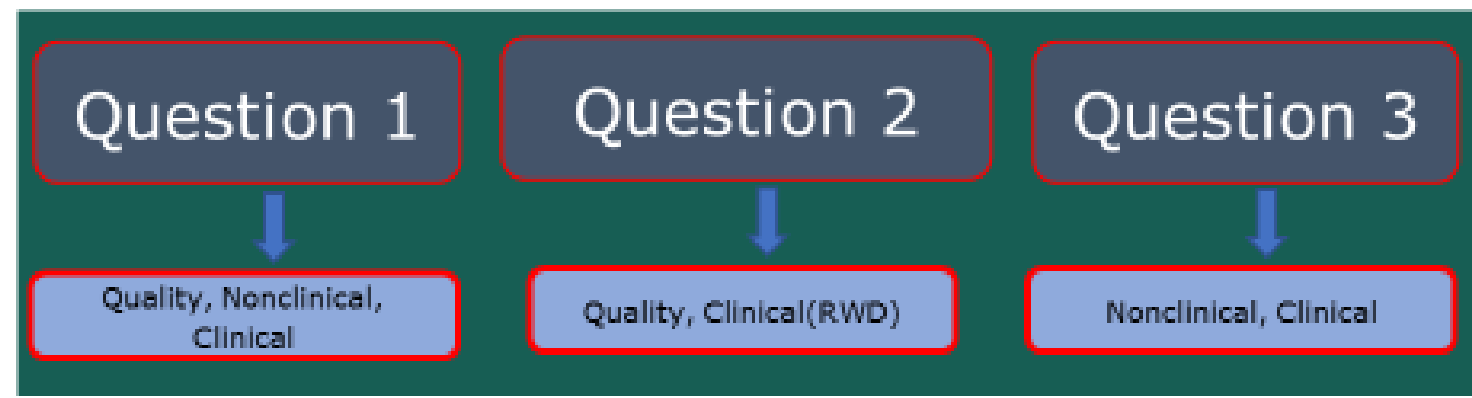 Question 1
Question 2
Question 3
Quality, Nonclinical,
Clinical
Quality, Clinical(RWD)
Nonclinical, Clinical